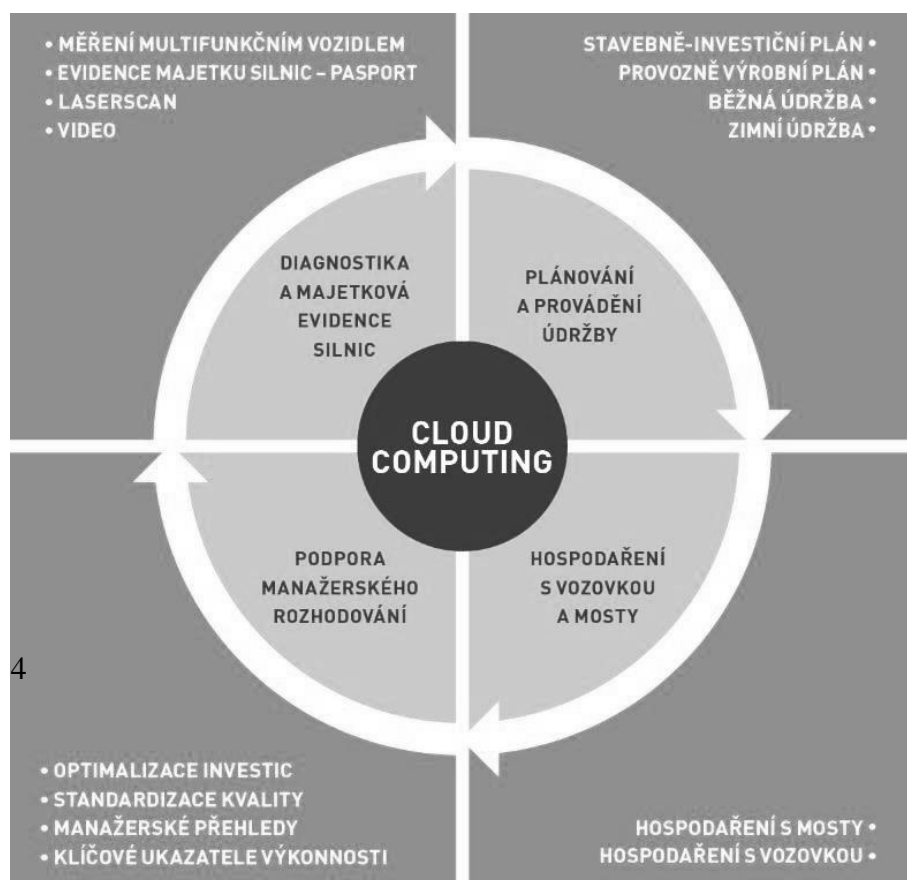 • MĚŘENÍ MULTIFUNKČNÍM VOZIDLEM
• EVIDENCE MAJETKU SILNIC – PASPORT
• LASERSCAN
• VIDEO
STAVEBNĚ-INVESTIČNÍ PLÁN •
PROVOZNĚ VÝROBNÍ PLÁN •
BĚŽNÁ ÚDRŽBA •
ZIMNÍ ÚDRŽBA •
DIAGNOSTIKA
A MAJETKOVÁ
EVIDENCE
SILNIC
PLÁNOVÁNÍ
A PROVÁDĚNÍ
ÚDRŽBY
CLOUD
COMPUTING
PODPORA
MANAŽERSKÉHO
ROZHODOVÁNÍ
HOSPODAŘENÍ
S VOZOVKOU
A MOSTY
4
• OPTIMALIZACE INVESTIC
• STANDARDIZACE KVALITY
• MANAŽERSKÉ PŘEHLEDY
• KLÍČOVÉ UKAZATELE VÝKONNOSTI
HOSPODAŘENÍ S MOSTY •
HOSPODAŘENÍ S VOZOVKOU •